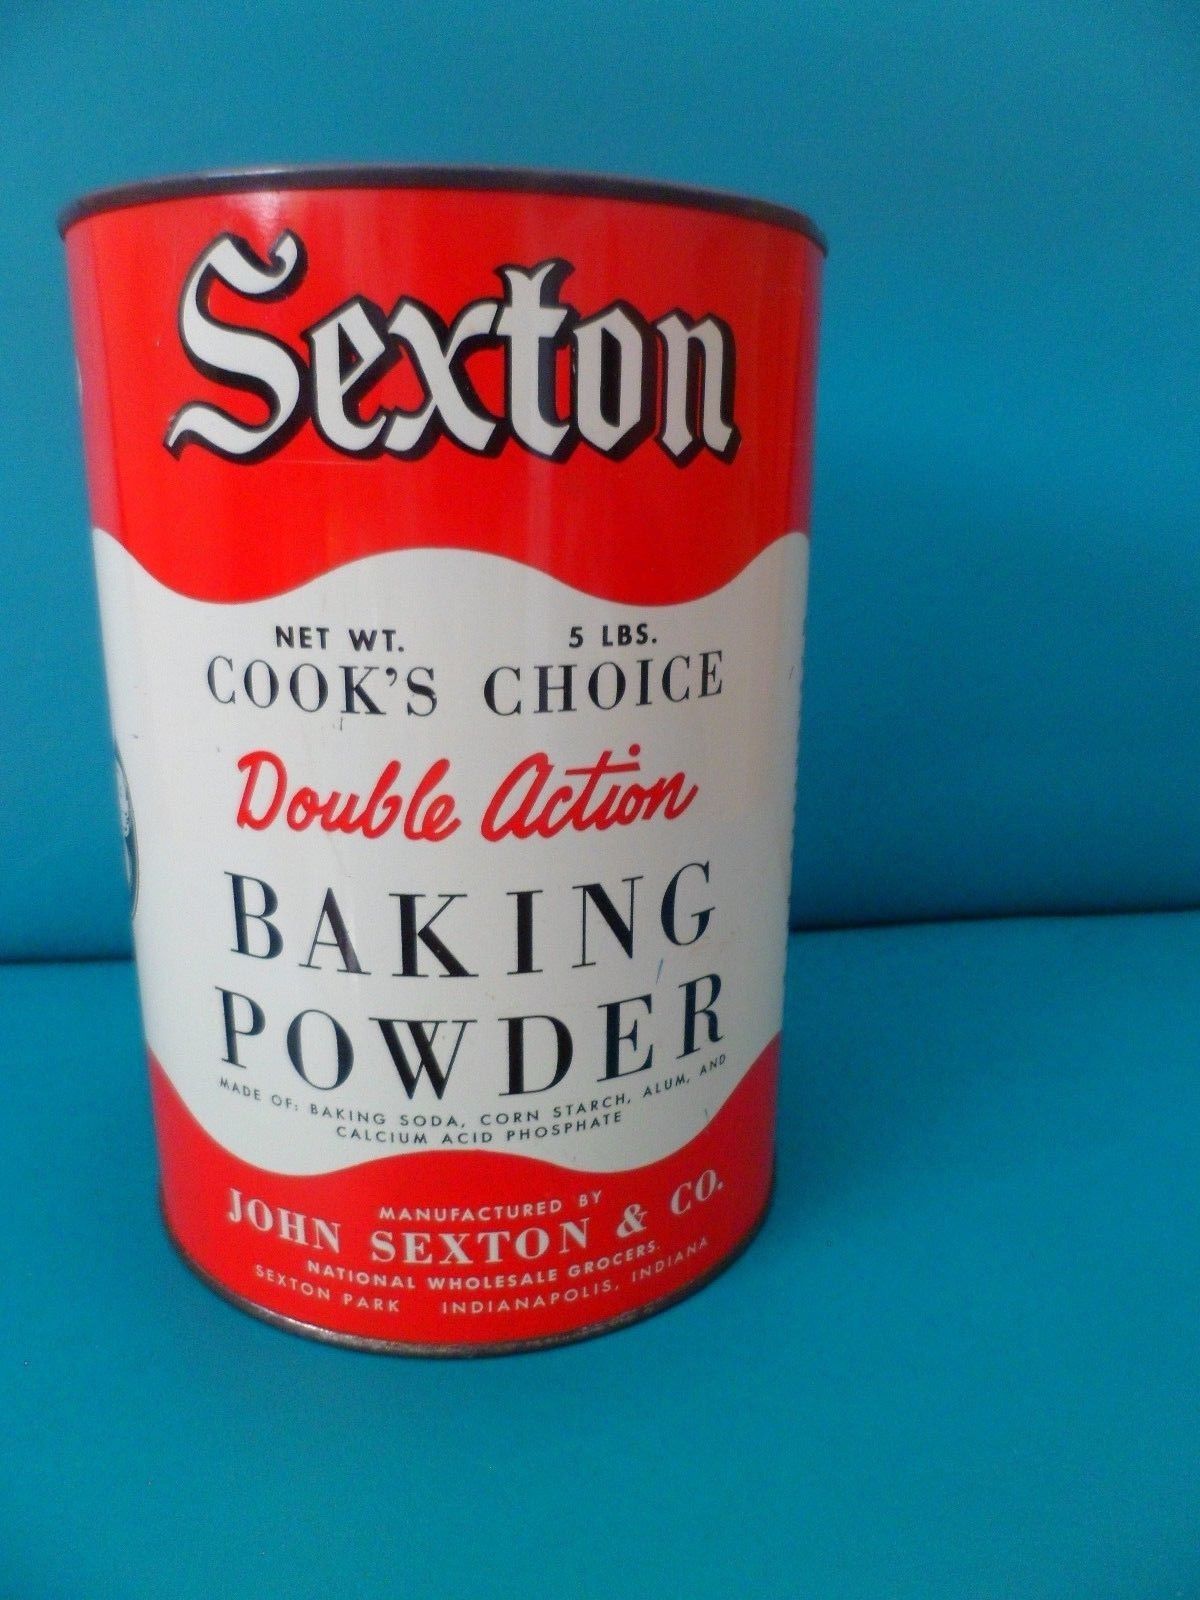 Sexton
NET WT. 5 LBS.
COOK'S CHOICE
Double Action
BAKING
POWDER
MADE OF: BAKING SODA, CORN STARCH, ALUM, AND
CALCIUM ACID PHOSPHATE
MANUFACTURED BY
JOHN SEXTON & CO.
NATIONAL WHOLESALE GROCERS.
SEXTON PARK INDIANAPOLIS, INDIANA